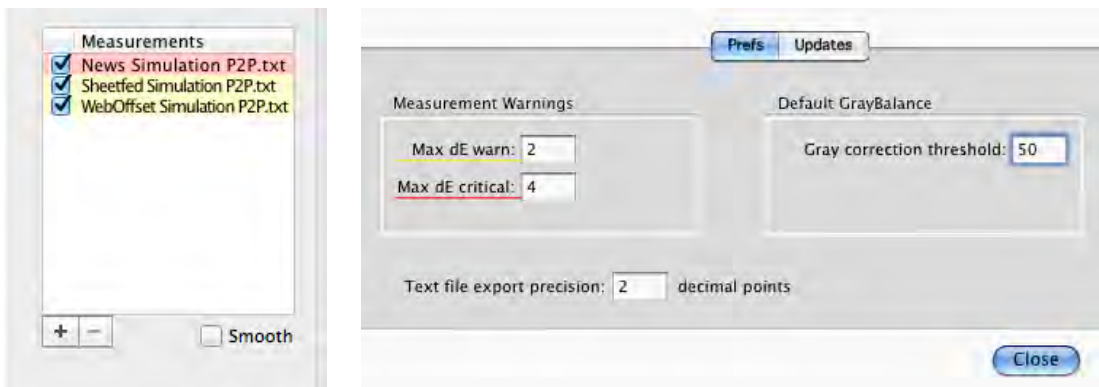 Measurements
News Simulation P2P.txt
Sheetfed Simulation P2P.txt
WebOffset Simulation P2P.txt
+ −
Smooth
Prefs Updates
Measurement Warnings
Max dE warn: 2
Max dE critical: 4
Default GrayBalance
Gray correction threshold: 50
Text file export precision: 2 decimal points
Close